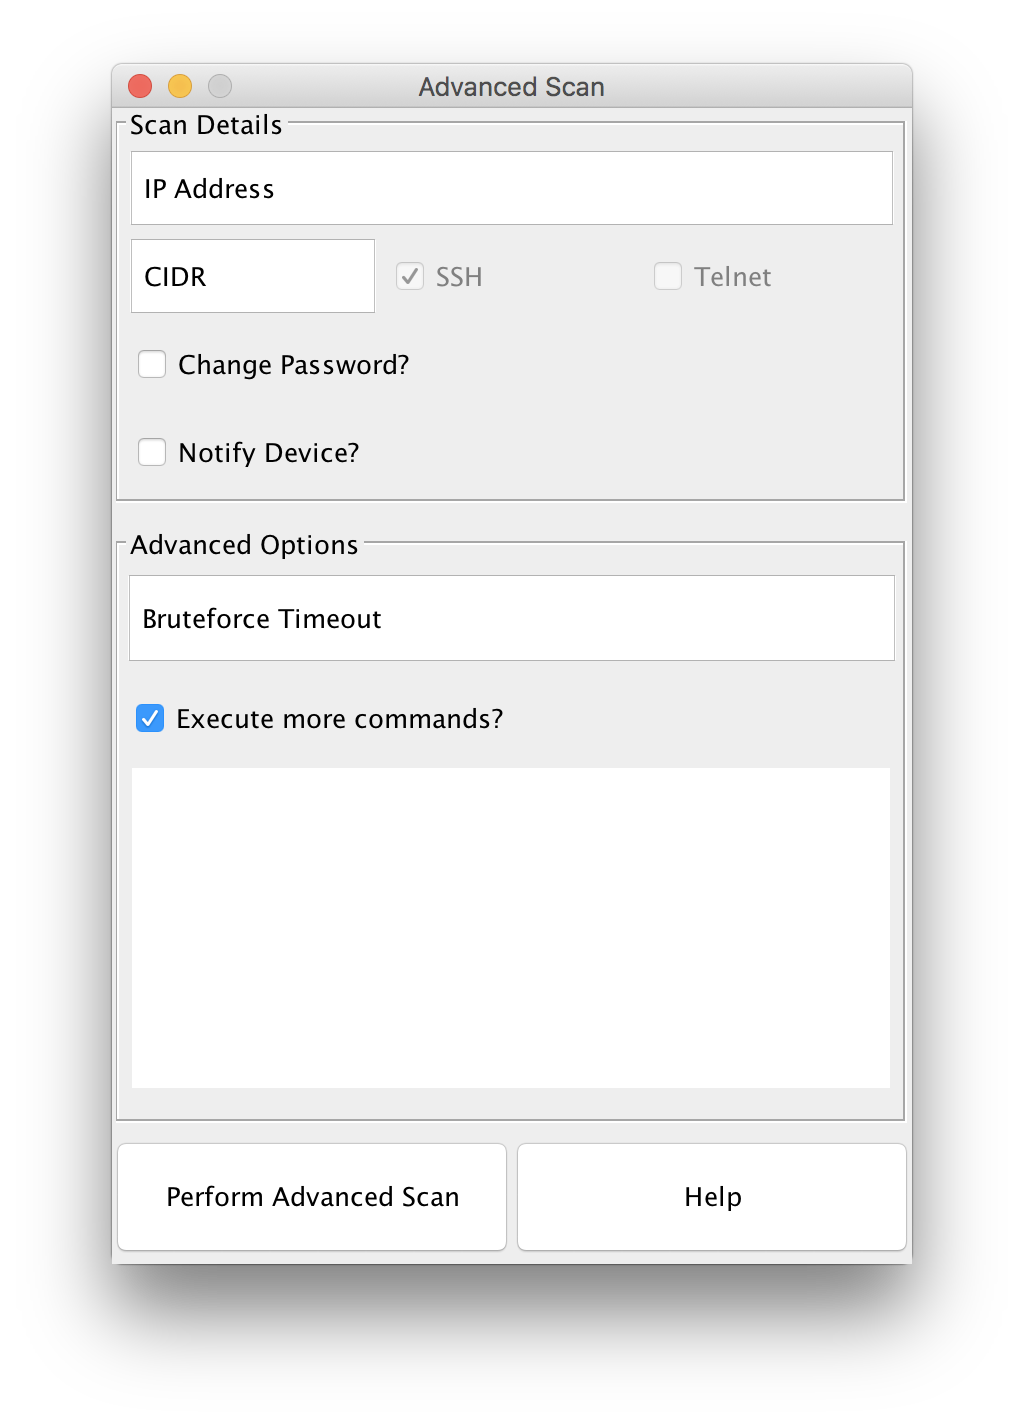 Advanced Scan
Scan Details
IP Address
CIDR SSH Telnet
Change Password?
Notify Device?
Advanced Options
Bruteforce Timeout
Execute more commands?
Perform Advanced Scan Help